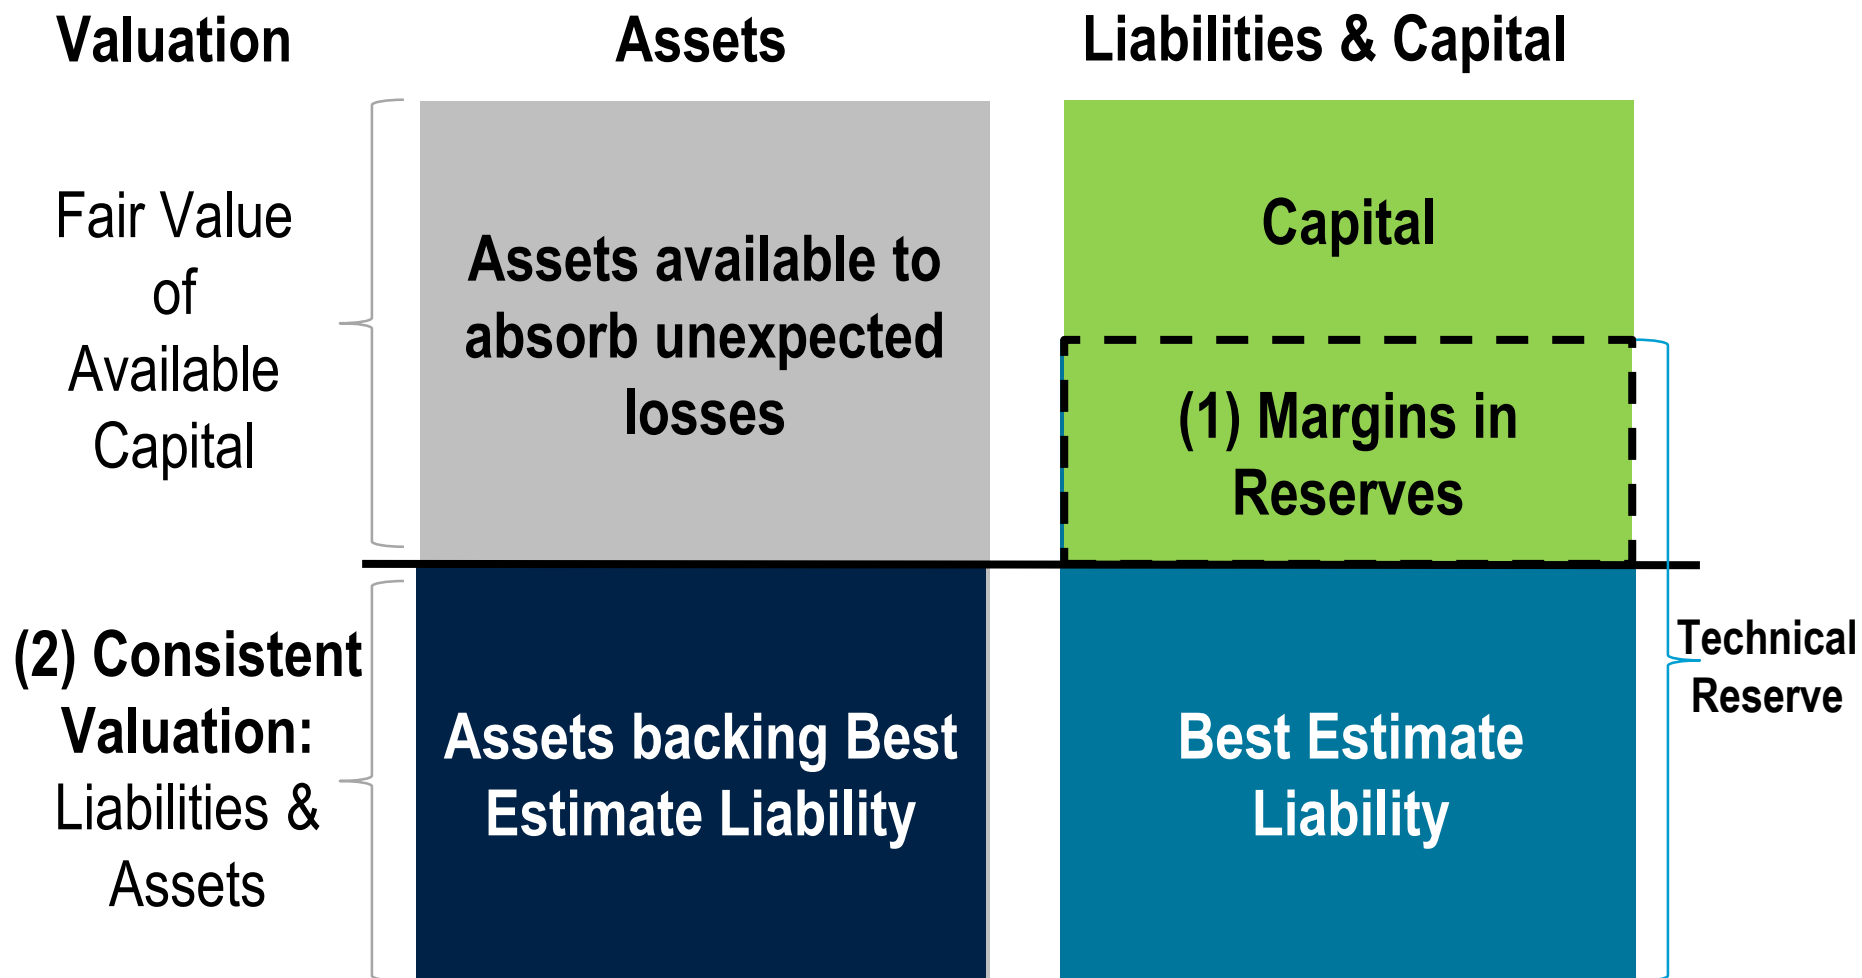 Valuation
Assets
Liabilities & Capital
Fair Value
of
Available
Capital
Assets available to
absorb unexpected
losses
Capital
(1) Margins in
Reserves
(2) Consistent
Valuation:
Liabilities &
Assets
Assets backing Best
Estimate Liability
Best Estimate
Liability
Technical
Reserve